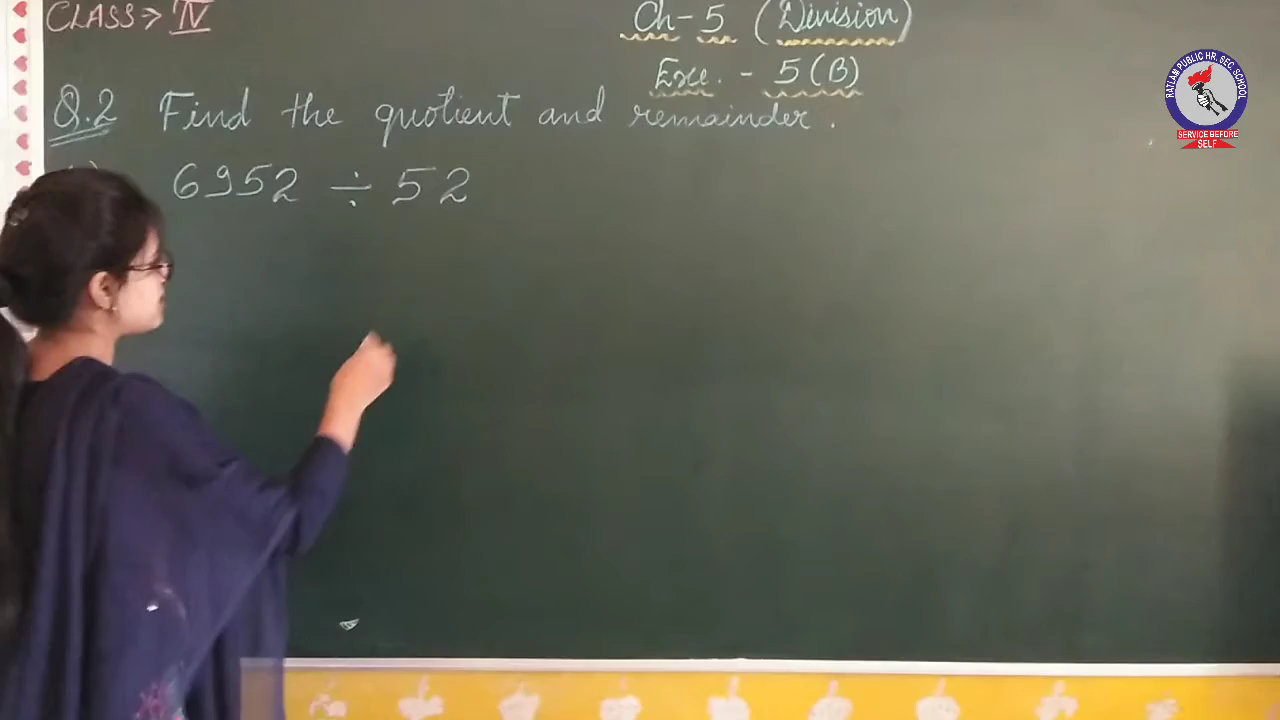 CLASS > IV
Ch - 5 (Division)
Exce. - 5 (B)
Q.2 Find the quotient and remainder.
6952 ÷ 52
RATLAM PUBLIC HR. SEC. SCHOOL
SERVICE BEFORE
SELF